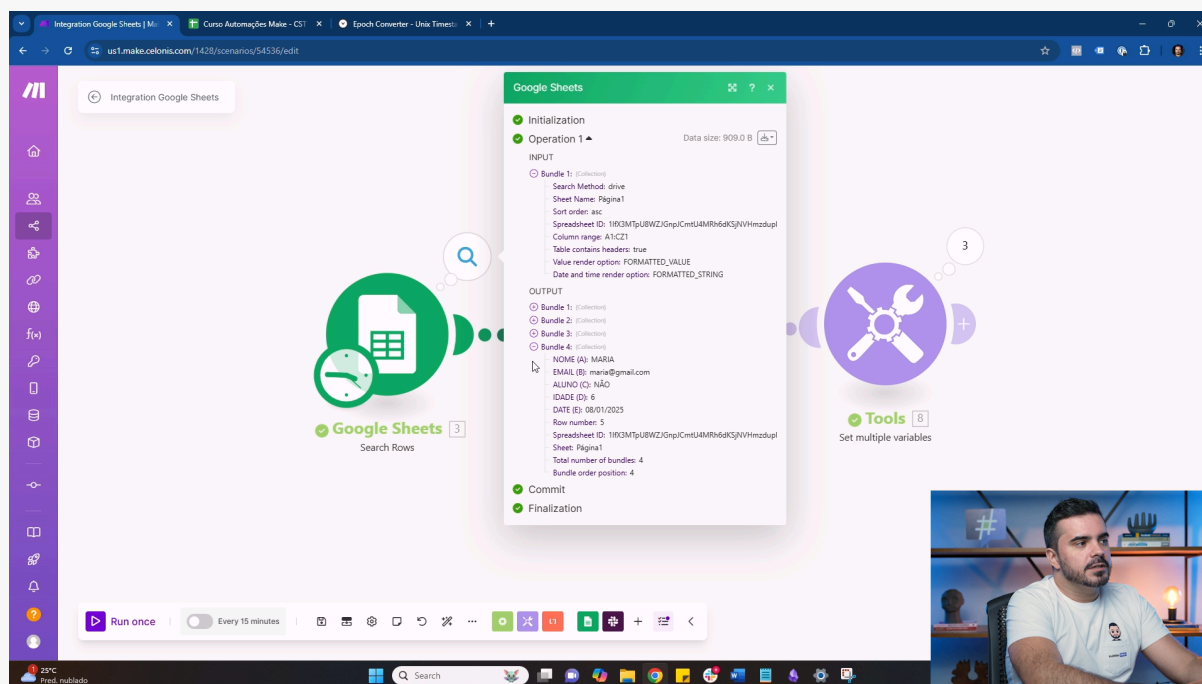 Integration Google Sheets | Ma
Curso Automações Make - CST
Epoch Converter - Unix Timesta
us1.make.celonis.com/1428/scenarios/54536/edit
Integration Google Sheets
Google Sheets
Initialization
Operation 1
Data size: 909.0 B
INPUT
Bundle 1: (Collection)
Search Method: drive
Sheet Name: Página1
Sort order: asc
Column range: A1:CZ1
Table contains headers: true
Value render option: FORMATTED_VALUE
Date and time render option: FORMATTED_STRING
OUTPUT
Bundle 1: (Collection)
Bundle 2: (Collection)
Bundle 3: (Collection)
Bundle 4: (Collection)
NOME (A): MARIA
EMAIL (B): maria@gmail.com
ALUNO (C): NÃO
IDADE (D): 6
DATE (E): 08/01/2025
Row number: 5
Spreadsheet ID:
Sheet: Página1
Total number of bundles: 4
Bundle order position: 4
Commit
Finalization
Google Sheets 3
Search Rows
3
Tools 8
Set multiple variables
Run once
Every 15 minutes
25°C
Pred. nublado
Search